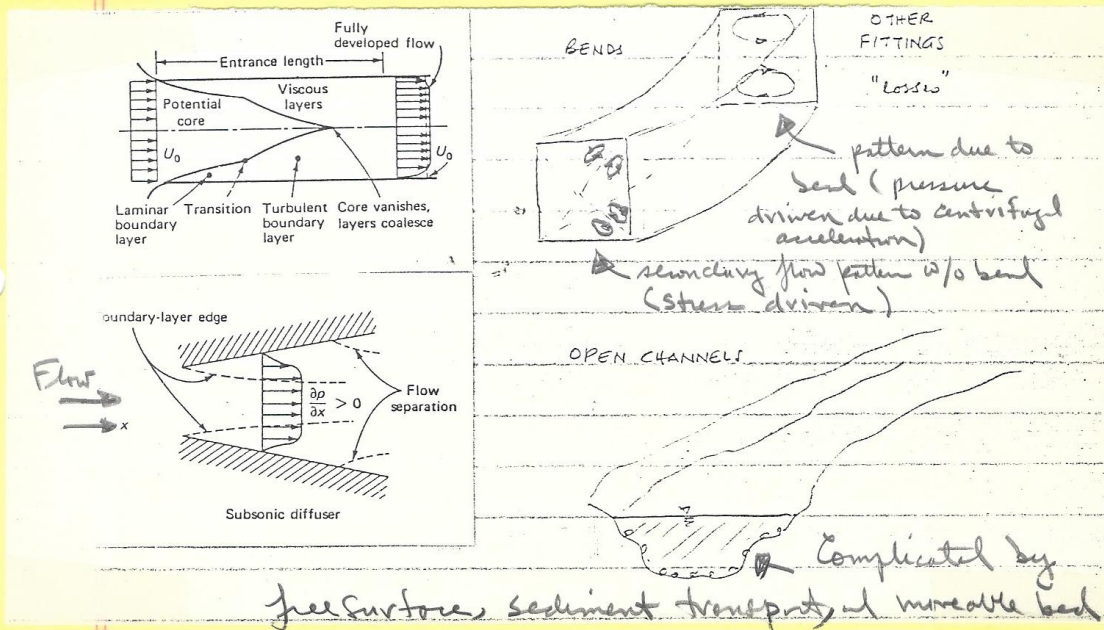 Fully
developed flow
Entrance length
Potential
core
Viscous
layers
U₀
U₀
Laminar
boundary
layer
Transition
Turbulent
boundary
layer
Core vanishes,
layers coalesce
BENDS
OTHER
FITTINGS
"LOSSES"
pattern due to
bend (pressure
driven due to centrifugal
acceleration)
secondary flow pattern w/o bend
(stress driven)
oundary-layer edge
Flow
x
∂p/∂x > 0
Flow
separation
Subsonic diffuser
OPEN CHANNELS
Complicated by
free surface, sediment transport, and moveable bed